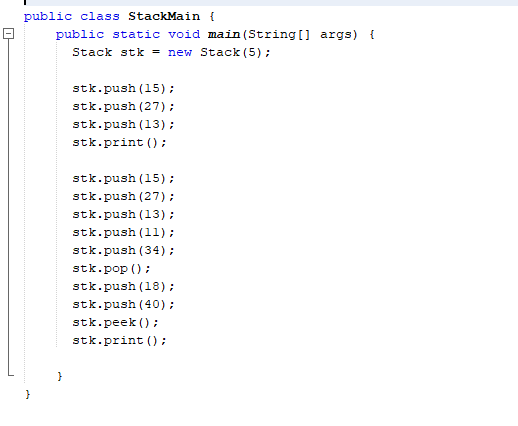 public class StackMain {
public static void main(String[] args) {
Stack stk = new Stack(5);
stk.push(15);
stk.push(27);
stk.push(13);
stk.print();
stk.push(15);
stk.push(27);
stk.push(13);
stk.push(11);
stk.push(34);
stk.pop();
stk.push(18);
stk.push(40);
stk.peek();
stk.print();
}
}